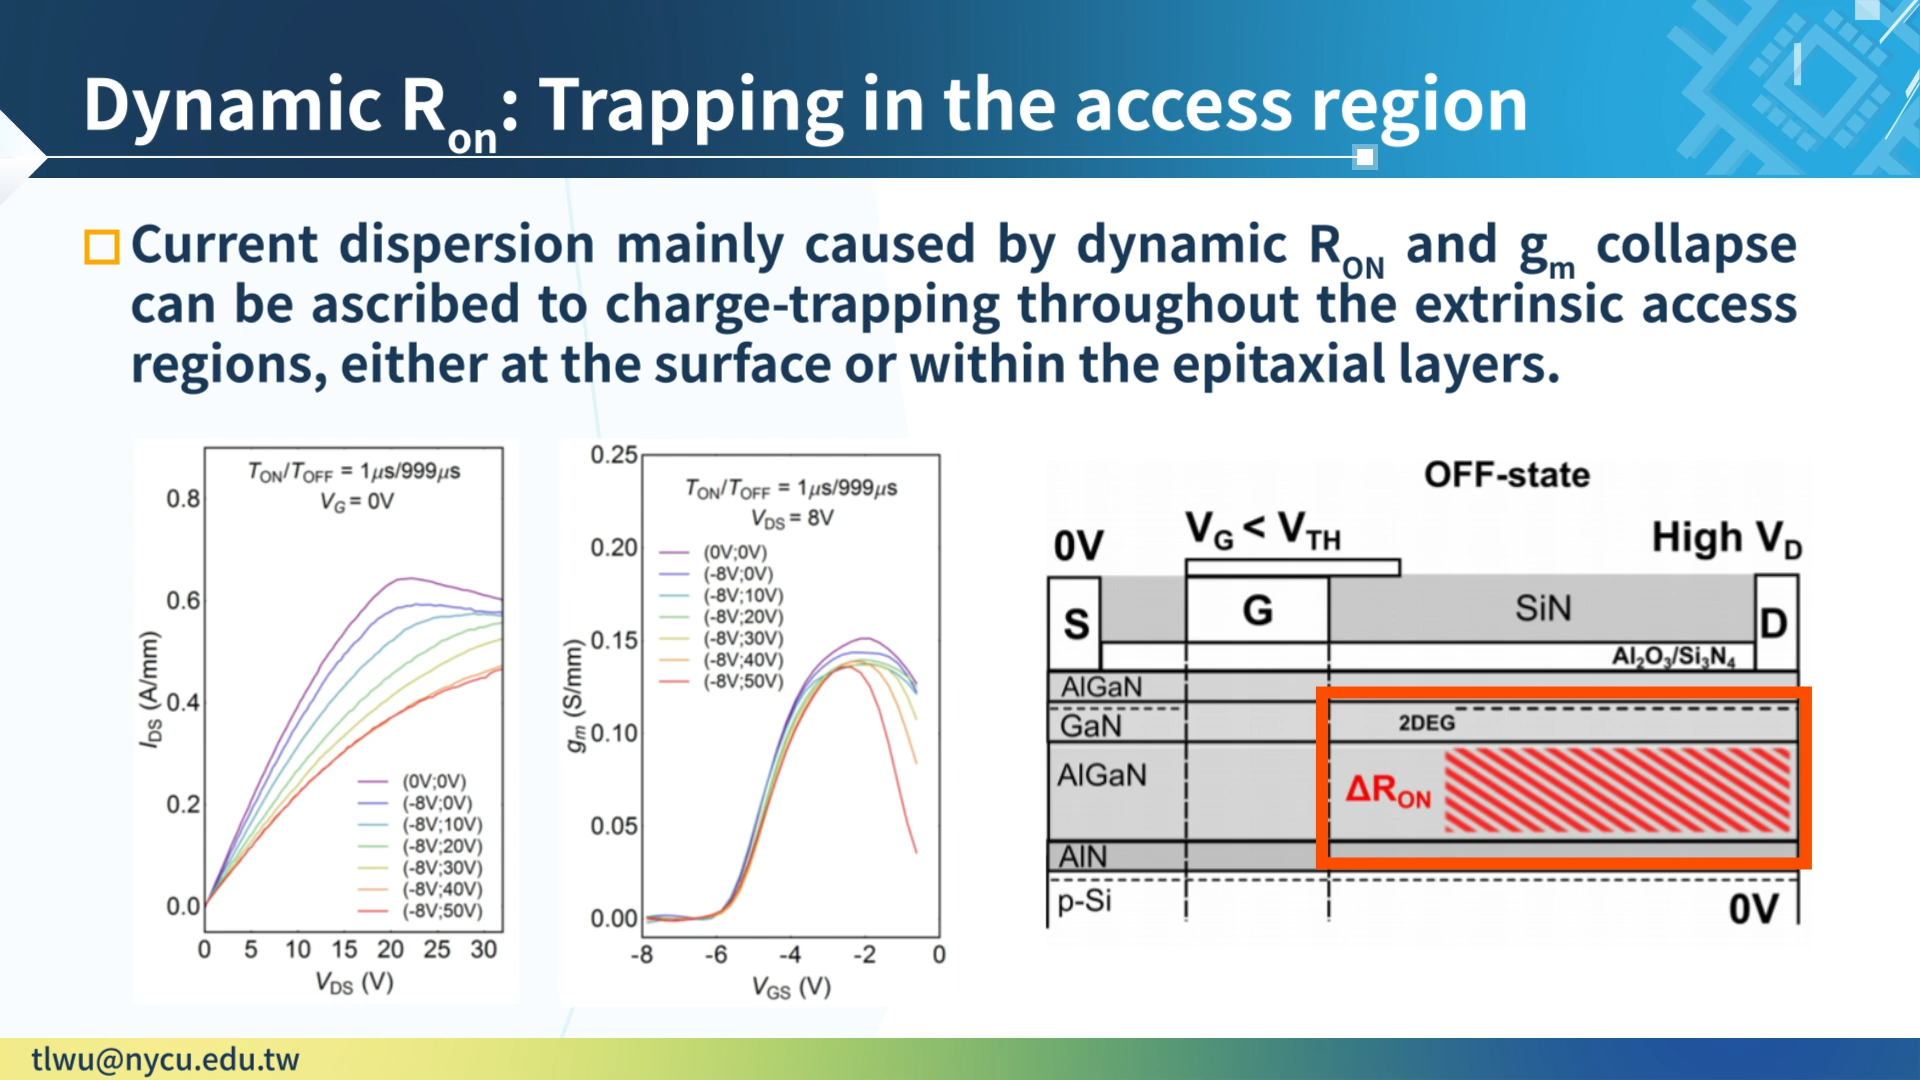 Dynamic Ron: Trapping in the access region
Current dispersion mainly caused by dynamic RON and gm collapse
can be ascribed to charge-trapping throughout the extrinsic access
regions, either at the surface or within the epitaxial layers.
TON/TOFF = 1μs/999μs
VG = 0V
0.8
0.6
0.4
0.2
0.0
IDS (A/mm)
(0V;0V)
(-8V;0V)
(-8V;10V)
(-8V;20V)
(-8V;30V)
(-8V;40V)
(-8V;50V)
0 5 10 15 20 25 30
VDS (V)
0.25
0.20
0.15
0.10
0.05
0.00
gm (S/mm)
TON/TOFF = 1μs/999μs
VDS = 8V
(0V;0V)
(-8V;0V)
(-8V;10V)
(-8V;20V)
(-8V;30V)
(-8V;40V)
(-8V;50V)
-8 -6 -4 -2 0
VGS (V)
OFF-state
0V VG < VTH High VD
S G SiN D
Al2O3/Si3N4
AlGaN
GaN 2DEG
AlGaN ΔRON
AlN
p-Si 0V
tlwu@nycu.edu.tw